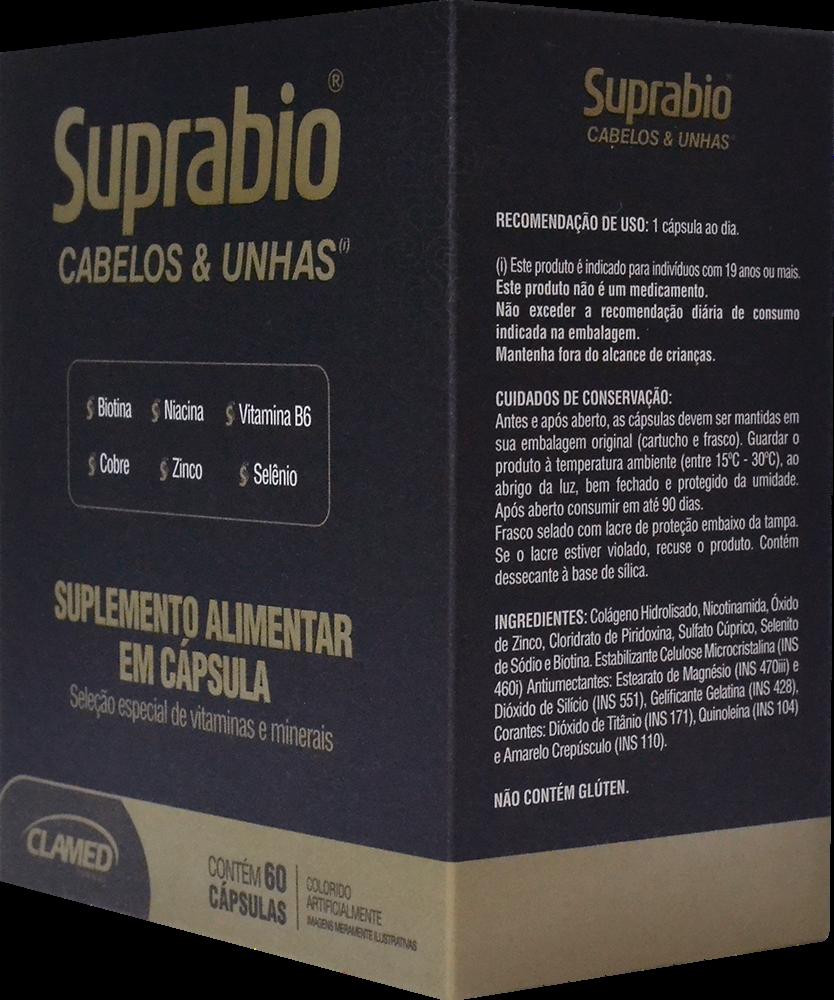 Suprabio®
CABELOS & UNHAS(i)
Biotina Niacina Vitamina B6
Cobre Zinco Selênio
SUPLEMENTO ALIMENTAR
EM CÁPSULA
Seleção especial de vitaminas e minerais
CLAMED
CONTÉM 60
CÁPSULAS
COLORIDO
ARTIFICIALMENTE
IMAGENS MERAMENTE ILUSTRATIVAS
Suprabio
CABELOS & UNHAS
RECOMENDAÇÃO DE USO: 1 cápsula ao dia.
(i) Este produto é indicado para indivíduos com 19 anos ou mais.
Este produto não é um medicamento.
Não exceder a recomendação diária de consumo
indicada na embalagem.
Mantenha fora do alcance de crianças.
CUIDADOS DE CONSERVAÇÃO:
Antes e após aberto, as cápsulas devem ser mantidas em
sua embalagem original (cartucho e frasco). Guardar o
produto à temperatura ambiente (entre 15ºC - 30ºC), ao
abrigo da luz, bem fechado e protegido da umidade.
Após aberto consumir em até 90 dias.
Frasco selado com lacre de proteção embaixo da tampa.
Se o lacre estiver violado, recuse o produto. Contém
dessecante à base de sílica.
INGREDIENTES: Colágeno Hidrolisado, Nicotinamida, Óxido
de Zinco, Cloridrato de Piridoxina, Sulfato Cúprico, Selenito
de Sódio e Biotina. Estabilizante Celulose Microcristalina (INS
460i) Antiumectantes: Estearato de Magnésio (INS 470iii) e
Dióxido de Silício (INS 551), Gelificante Gelatina (INS 428),
Corantes: Dióxido de Titânio (INS 171), Quinoleína (INS 104)
e Amarelo Crepúsculo (INS 110).
NÃO CONTÉM GLÚTEN.